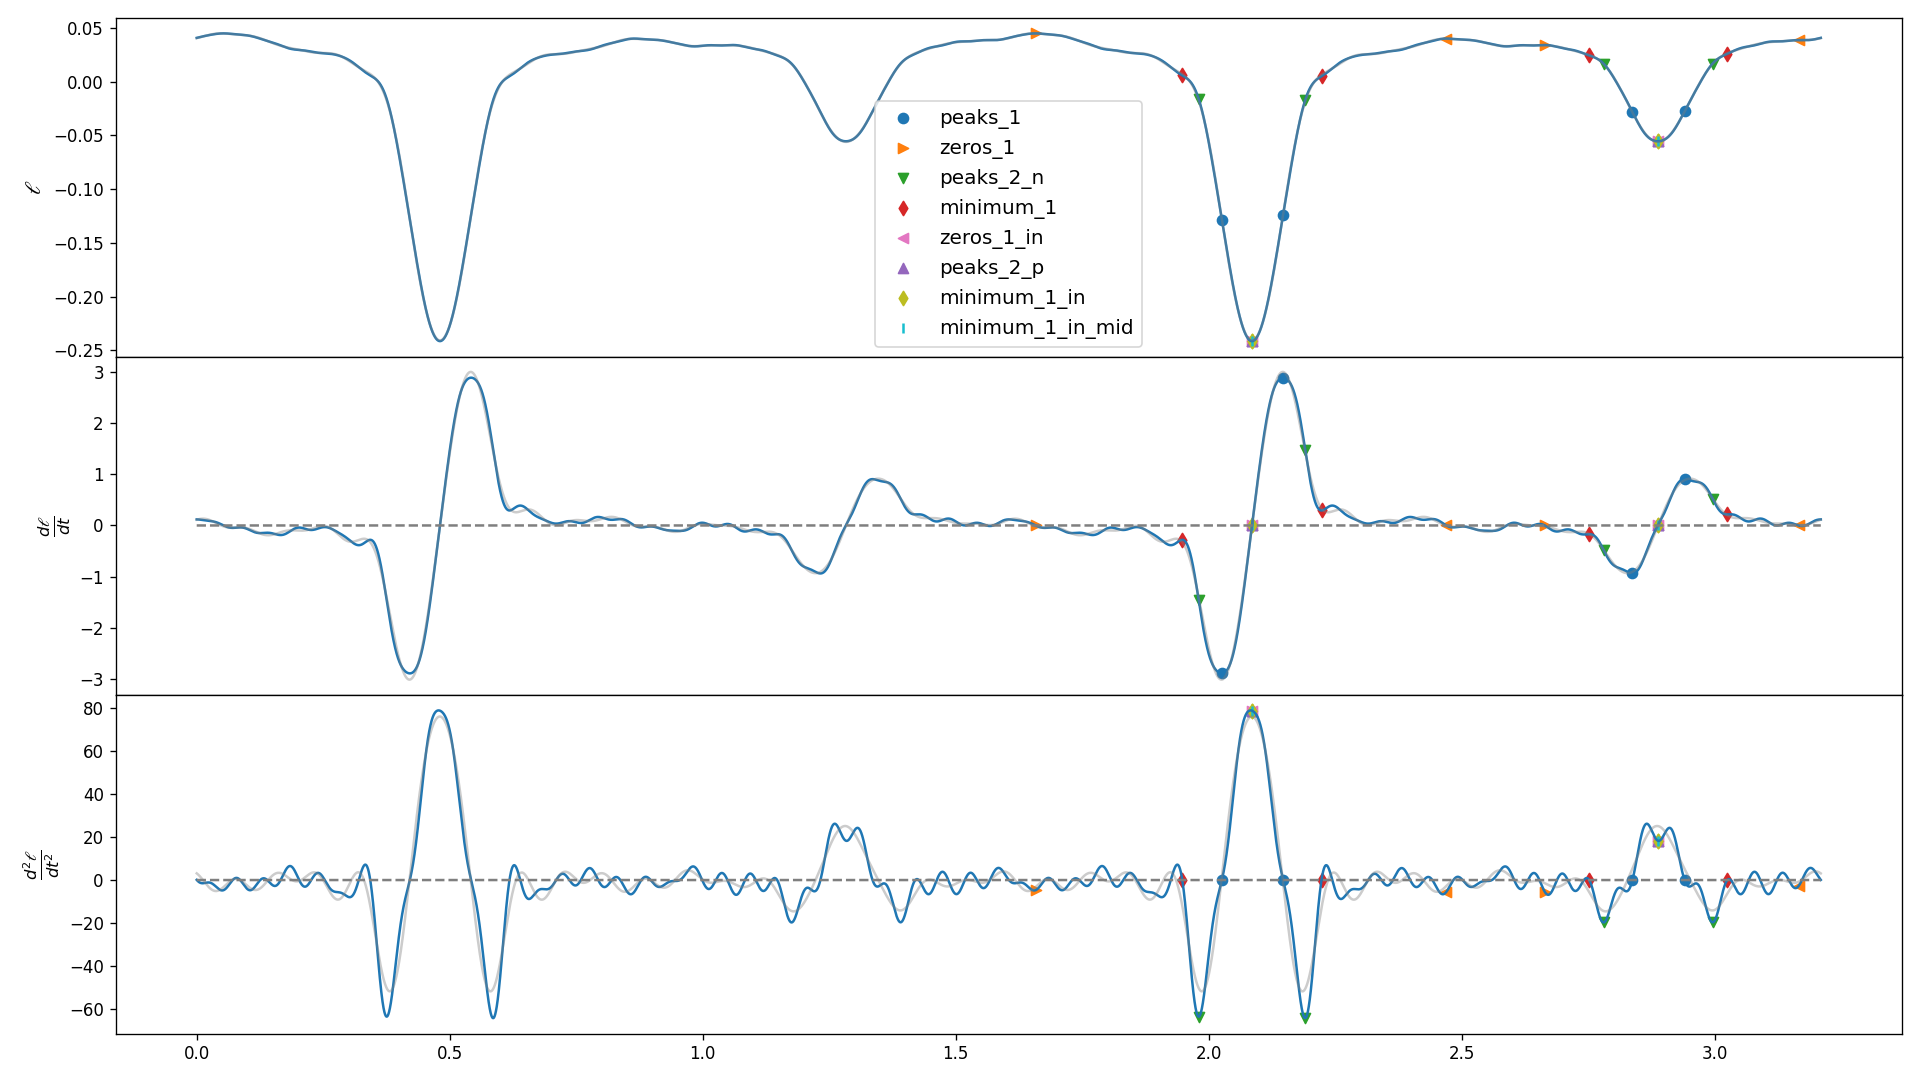 0.05
0.00
−0.05
−0.10
−0.15
−0.20
−0.25
ℓ
peaks_1
zeros_1
peaks_2_n
minimum_1
zeros_1_in
peaks_2_p
minimum_1_in
minimum_1_in_mid
3
2
1
0
−1
−2
−3
dℓ
dt
80
60
40
20
0
−20
−40
−60
d²ℓ
dt²
0.0 0.5 1.0 1.5 2.0 2.5 3.0